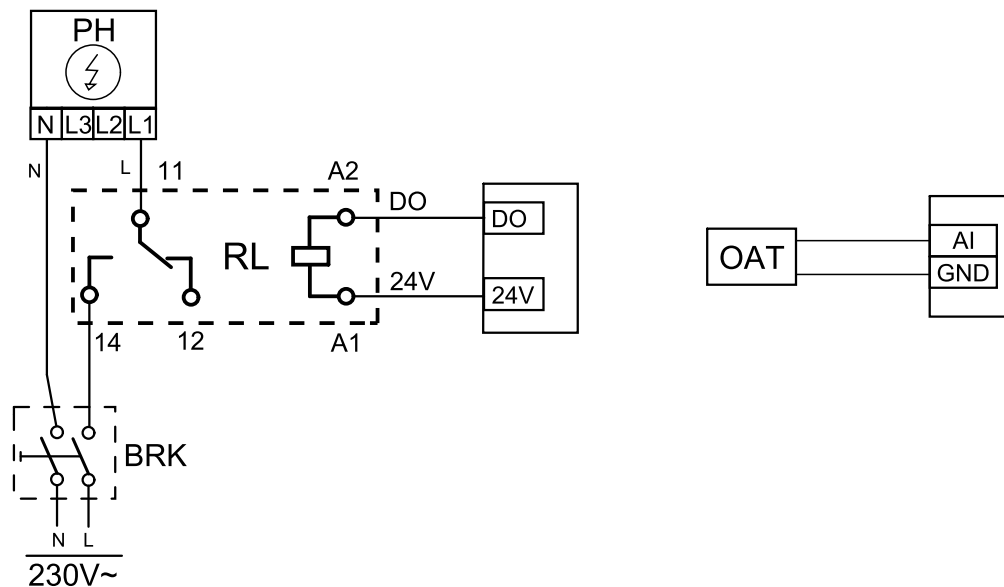 PH
N L3 L2 L1
N
L
11
A2
DO
DO
RL
24V
24V
14
12
A1
BRK
N L
230V~
OAT
AI
GND